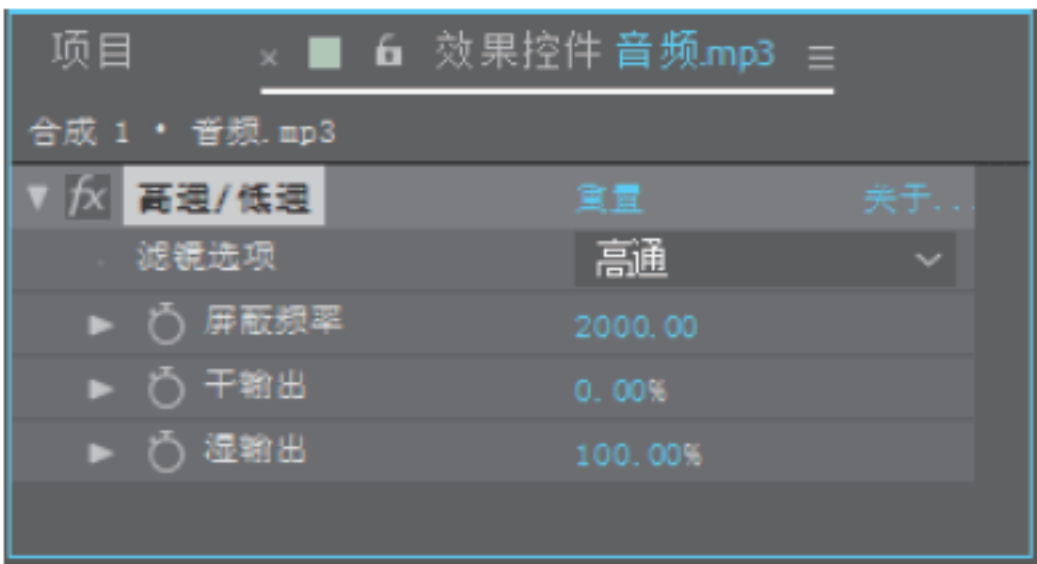 项目 × 效果控件 音频.mp3 ≡
合成 1 • 音频.mp3
fx 高通/低通 重置 关于...
滤镜选项 高通
屏蔽频率 2000.00
干输出 0.00%
湿输出 100.00%